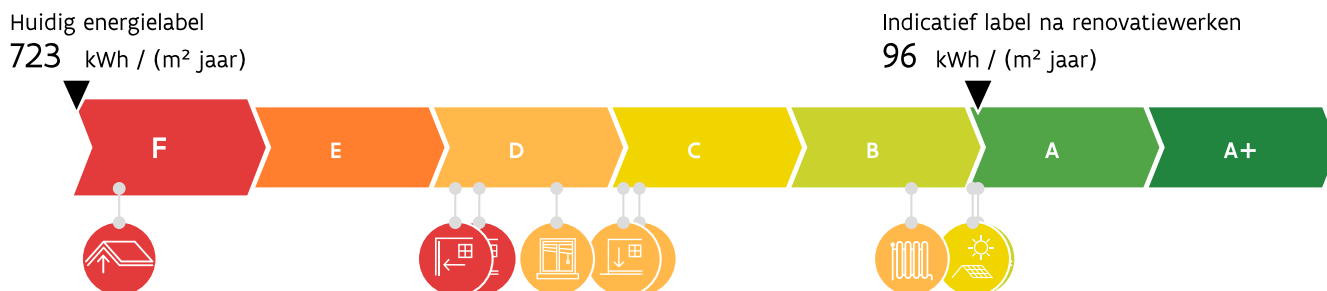 Huidig energielabel
723 kWh / (m² jaar)
Indicatief label na renovatiewerken
96 kWh / (m² jaar)
F E D C B A A+